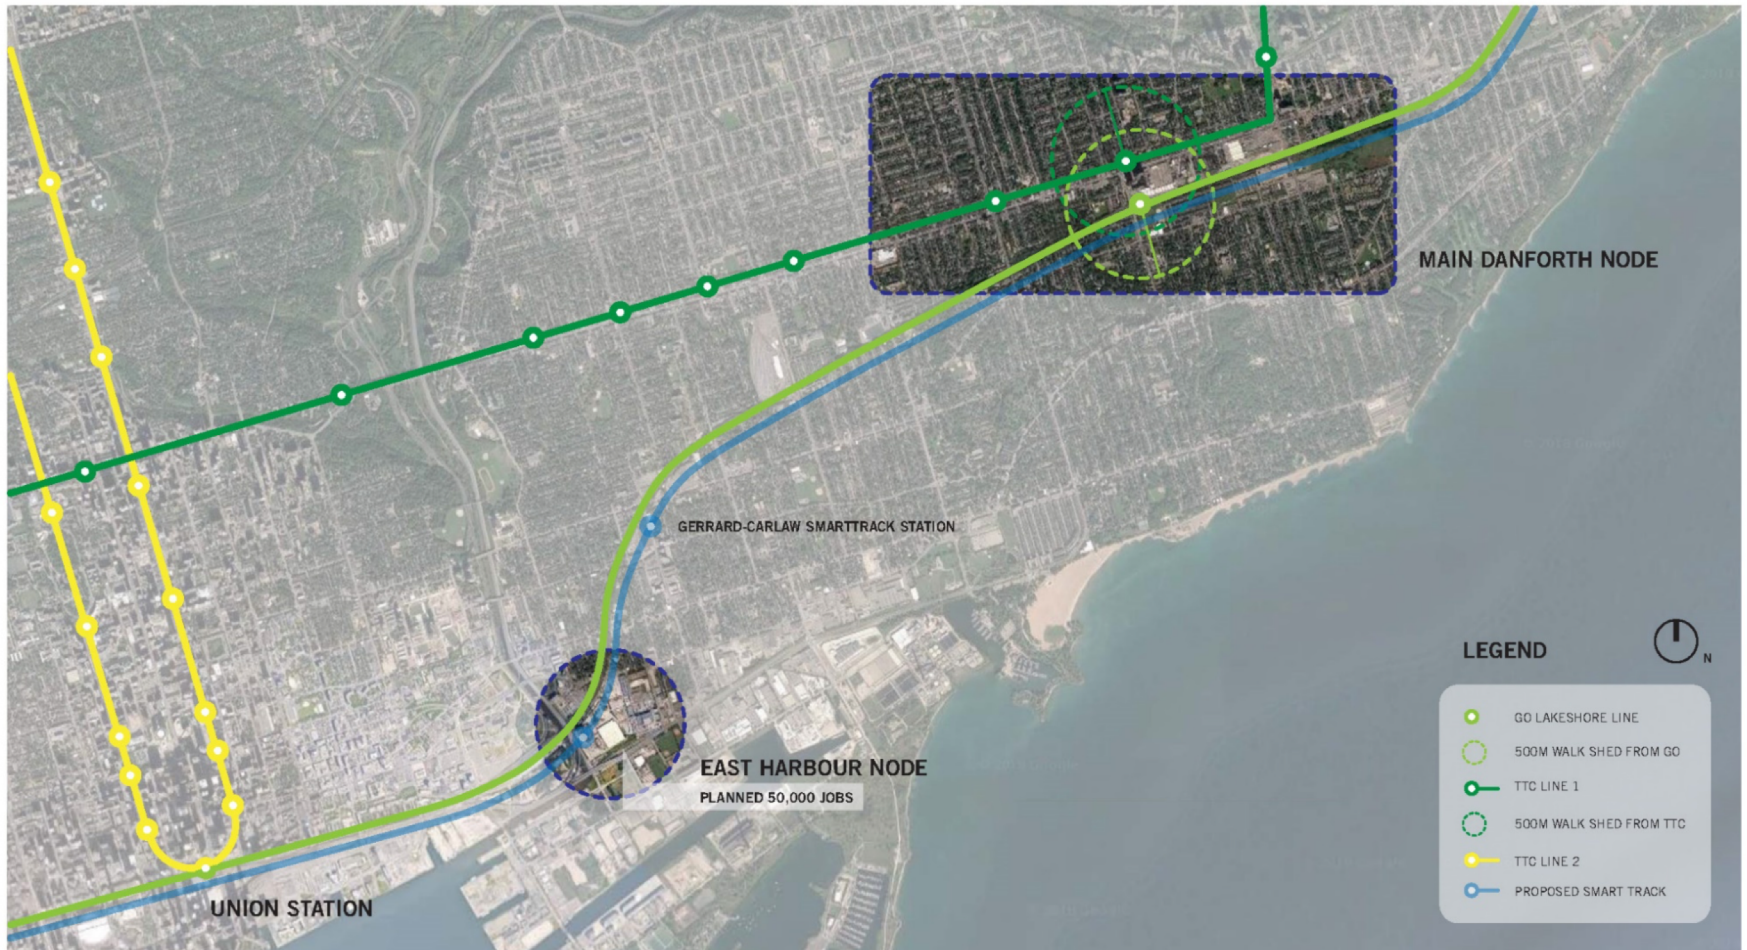 MAIN DANFORTH NODE
GERRARD-CARLAW SMARTTRACK STATION
EAST HARBOUR NODE
PLANNED 50,000 JOBS
UNION STATION
LEGEND
N
GO LAKESHORE LINE
500M WALK SHED FROM GO
TTC LINE 1
500M WALK SHED FROM TTC
TTC LINE 2
PROPOSED SMART TRACK